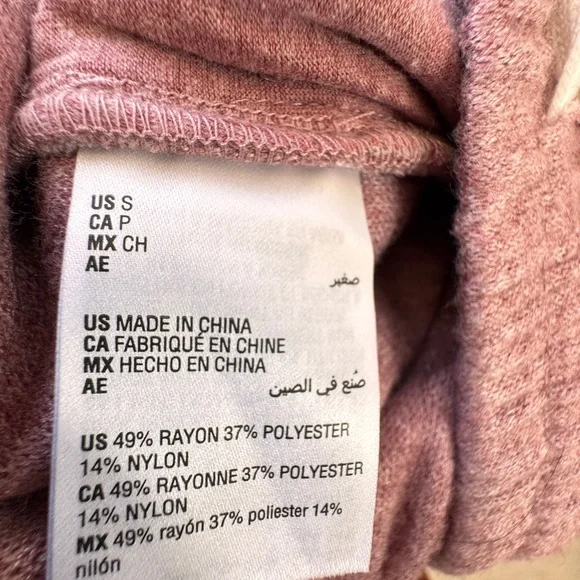 US S
CA P
MX CH
AE
صغير
US MADE IN CHINA
CA FABRIQUÉ EN CHINE
MX HECHO EN CHINA
AE صُنع في الصين
US 49% RAYON 37% POLYESTER
14% NYLON
CA 49% RAYONNE 37% POLYESTER
14% NYLON
MX 49% rayón 37% poliester 14%
nilón